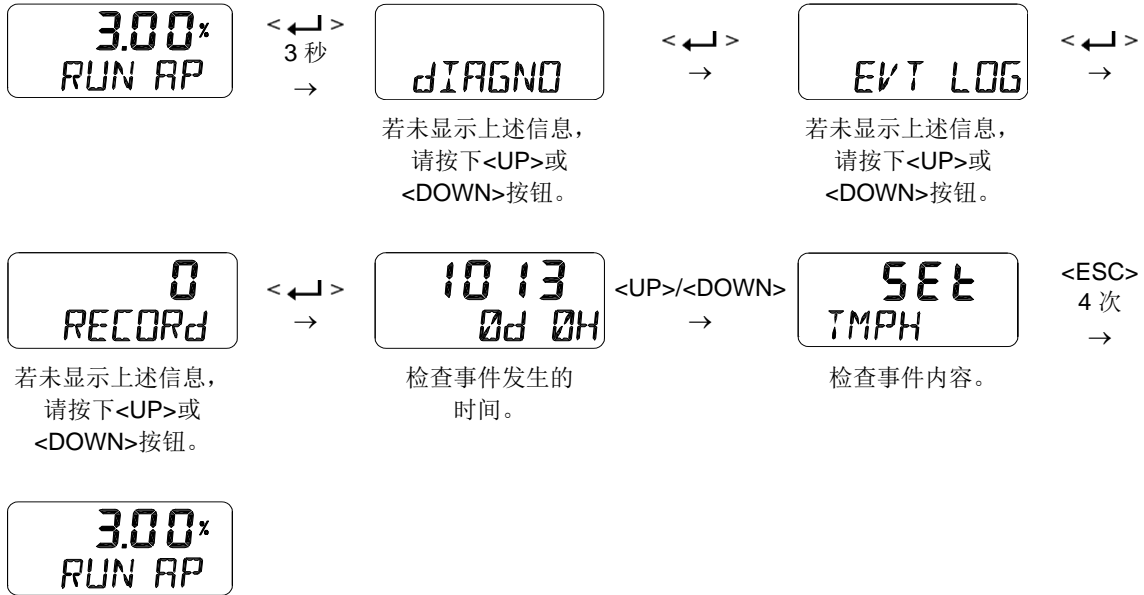 3.00%
RUN AP
< ↵ >
3 秒
→
dIAGNO
若未显示上述信息，
请按下<UP>或
<DOWN>按钮。
< ↵ >
→
EVT LOG
若未显示上述信息，
请按下<UP>或
<DOWN>按钮。
< ↵ >
→
0
RECORd
若未显示上述信息，
请按下<UP>或
<DOWN>按钮。
< ↵ >
→
1013
0d 0H
检查事件发生的
时间。
<UP>/<DOWN>
→
SEt
TMPH
检查事件内容。
<ESC>
4 次
→
3.00%
RUN AP